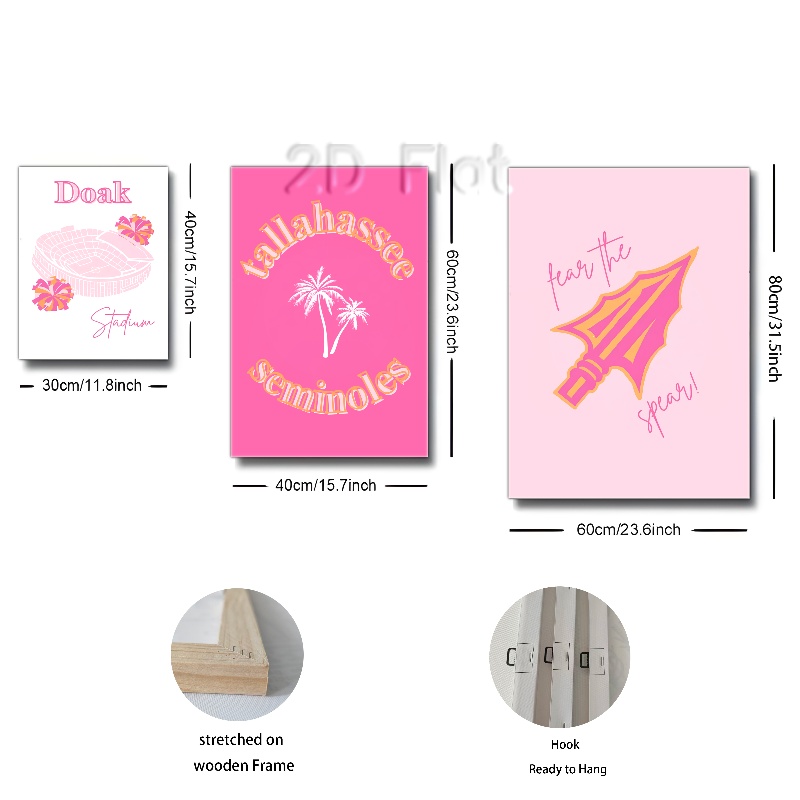 2D Flat
Doak
Stadium
40cm/15.7inch
30cm/11.8inch
tallahassee
seminoles
60cm/23.6inch
40cm/15.7inch
fear the
spear!
80cm/31.5inch
60cm/23.6inch
stretched on
wooden Frame
Hook
Ready to Hang